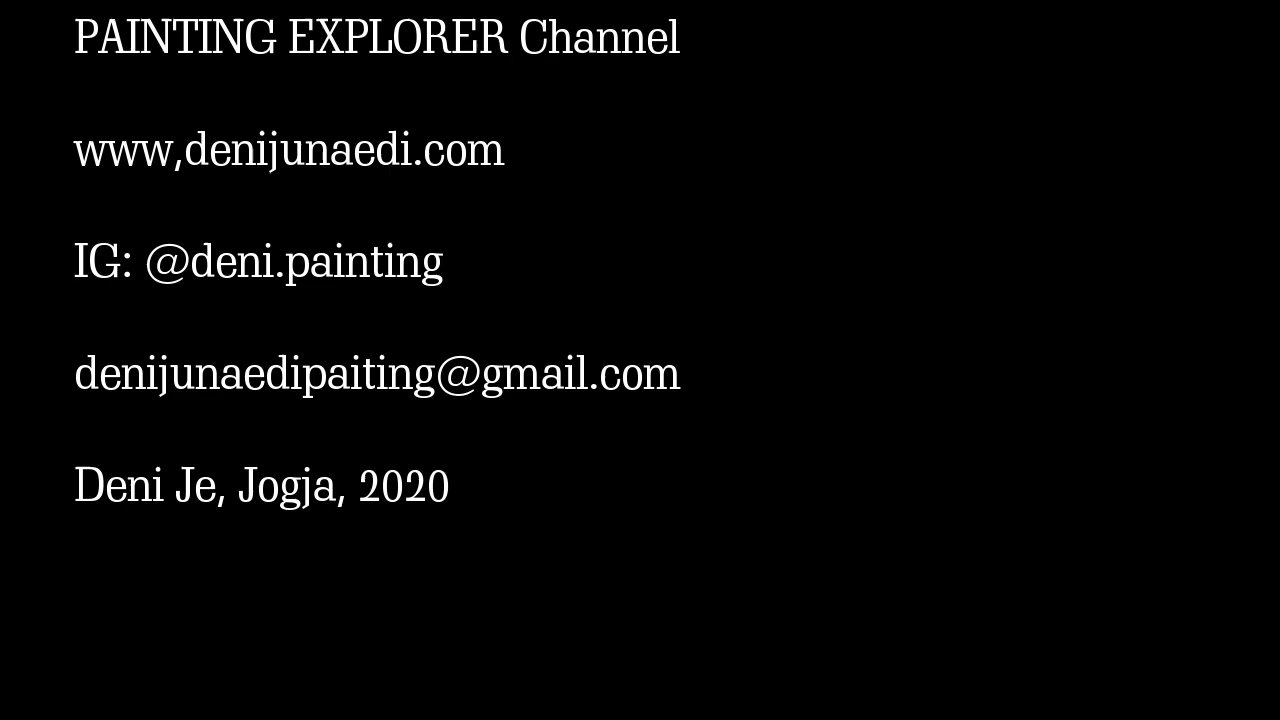 PAINTING EXPLORER Channel
www,denijunaedi.com
IG: @deni.painting
denijunaedipaiting@gmail.com
Deni Je, Jogja, 2020